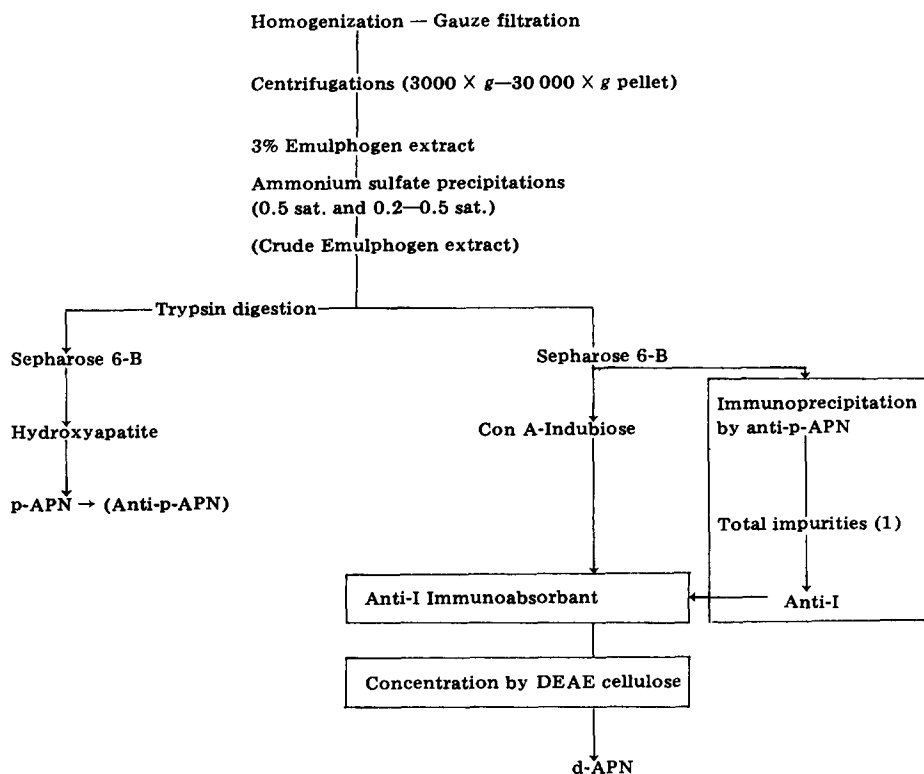 Homogenization — Gauze filtration
Centrifugations (3000 × g—30 000 × g pellet)
3% Emulphogen extract
Ammonium sulfate precipitations
(0.5 sat. and 0.2—0.5 sat.)
(Crude Emulphogen extract)
Trypsin digestion
Sepharose 6-B
Hydroxyapatite
p-APN → (Anti-p-APN)
Sepharose 6-B
Con A-Indubiose
Immunoprecipitation
by anti-p-APN
Total impurities (1)
Anti-I
Anti-I Immunoabsorbant
Concentration by DEAE cellulose
d-APN